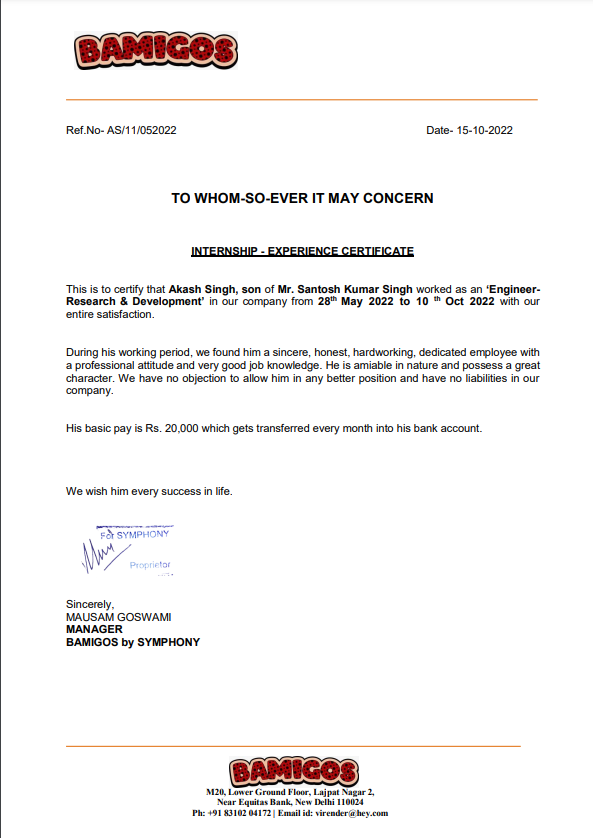 BAMIGOS
Ref.No- AS/11/052022 Date- 15-10-2022
TO WHOM-SO-EVER IT MAY CONCERN
INTERNSHIP - EXPERIENCE CERTIFICATE
This is to certify that Akash Singh, son of Mr. Santosh Kumar Singh worked as an ‘Engineer-
Research & Development’ in our company from 28th May 2022 to 10 th Oct 2022 with our
entire satisfaction.
During his working period, we found him a sincere, honest, hardworking, dedicated employee with
a professional attitude and very good job knowledge. He is amiable in nature and possess a great
character. We have no objection to allow him in any better position and have no liabilities in our
company.
His basic pay is Rs. 20,000 which gets transferred every month into his bank account.
We wish him every success in life.
For SYMPHONY
Proprietor
Sincerely,
MAUSAM GOSWAMI
MANAGER
BAMIGOS by SYMPHONY
BAMIGOS
M20, Lower Ground Floor, Lajpat Nagar 2,
Near Equitas Bank, New Delhi 110024
Ph: +91 83102 04172 | Email id: virender@hey.com